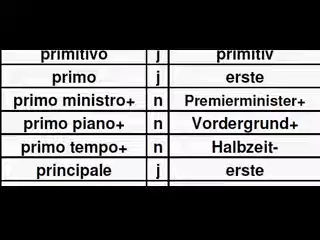 primitivo j primitiv
primo j erste
primo ministro+ n Premierminister+
primo piano+ n Vordergrund+
primo tempo+ n Halbzeit-
principale j erste